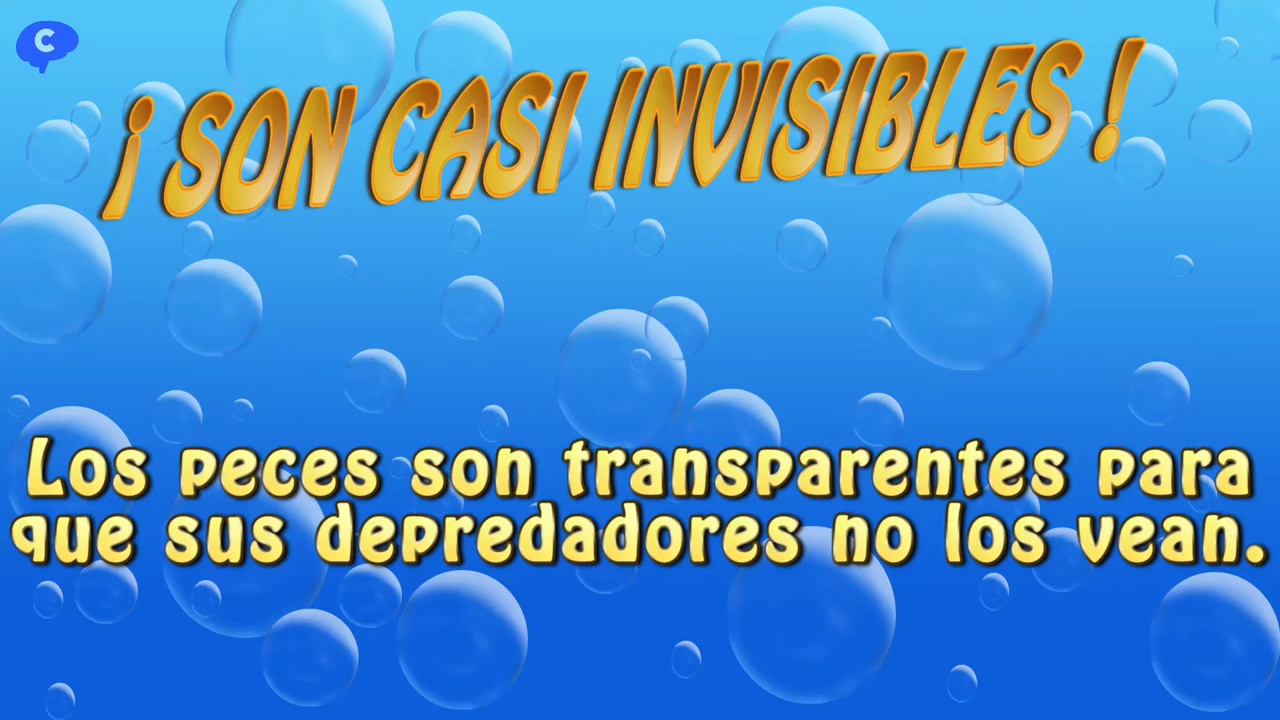 C
¡ SON CASI INVISIBLES !
Los peces son transparentes para
que sus depredadores no los vean.